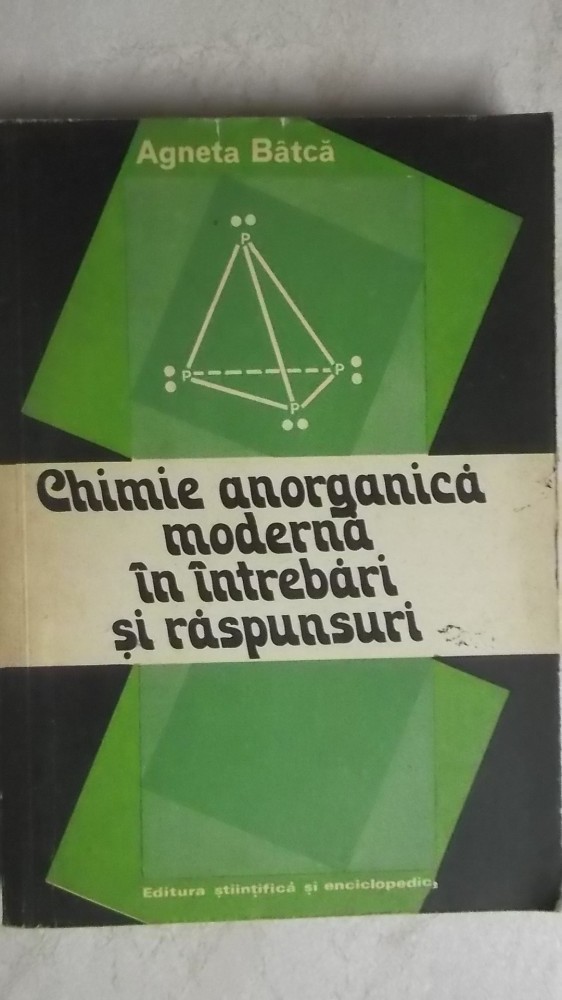 Agneta Bâtcă
P
P
P
P
Chimie anorganică
modernă
în întrebări
și răspunsuri
Editura științifică și enciclopedică